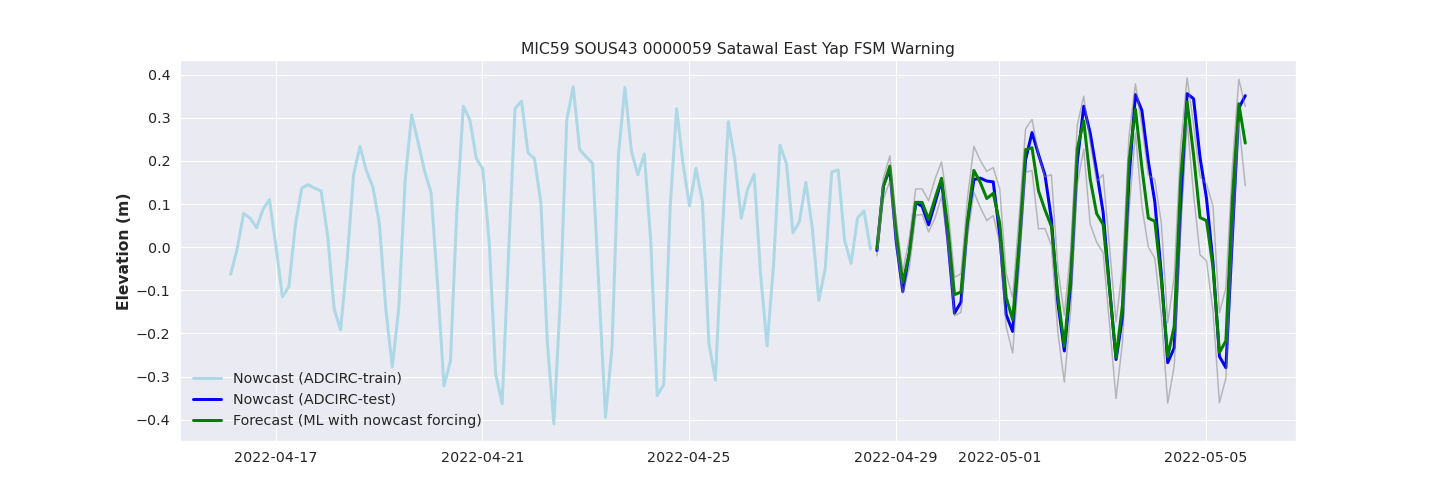 MIC59 SOUS43 0000059 Satawal East Yap FSM Warning
Elevation (m)
0.4
0.3
0.2
0.1
0.0
−0.1
−0.2
−0.3
−0.4
Nowcast (ADCIRC-train)
Nowcast (ADCIRC-test)
Forecast (ML with nowcast forcing)
2022-04-17 2022-04-21 2022-04-25 2022-04-29 2022-05-01 2022-05-05